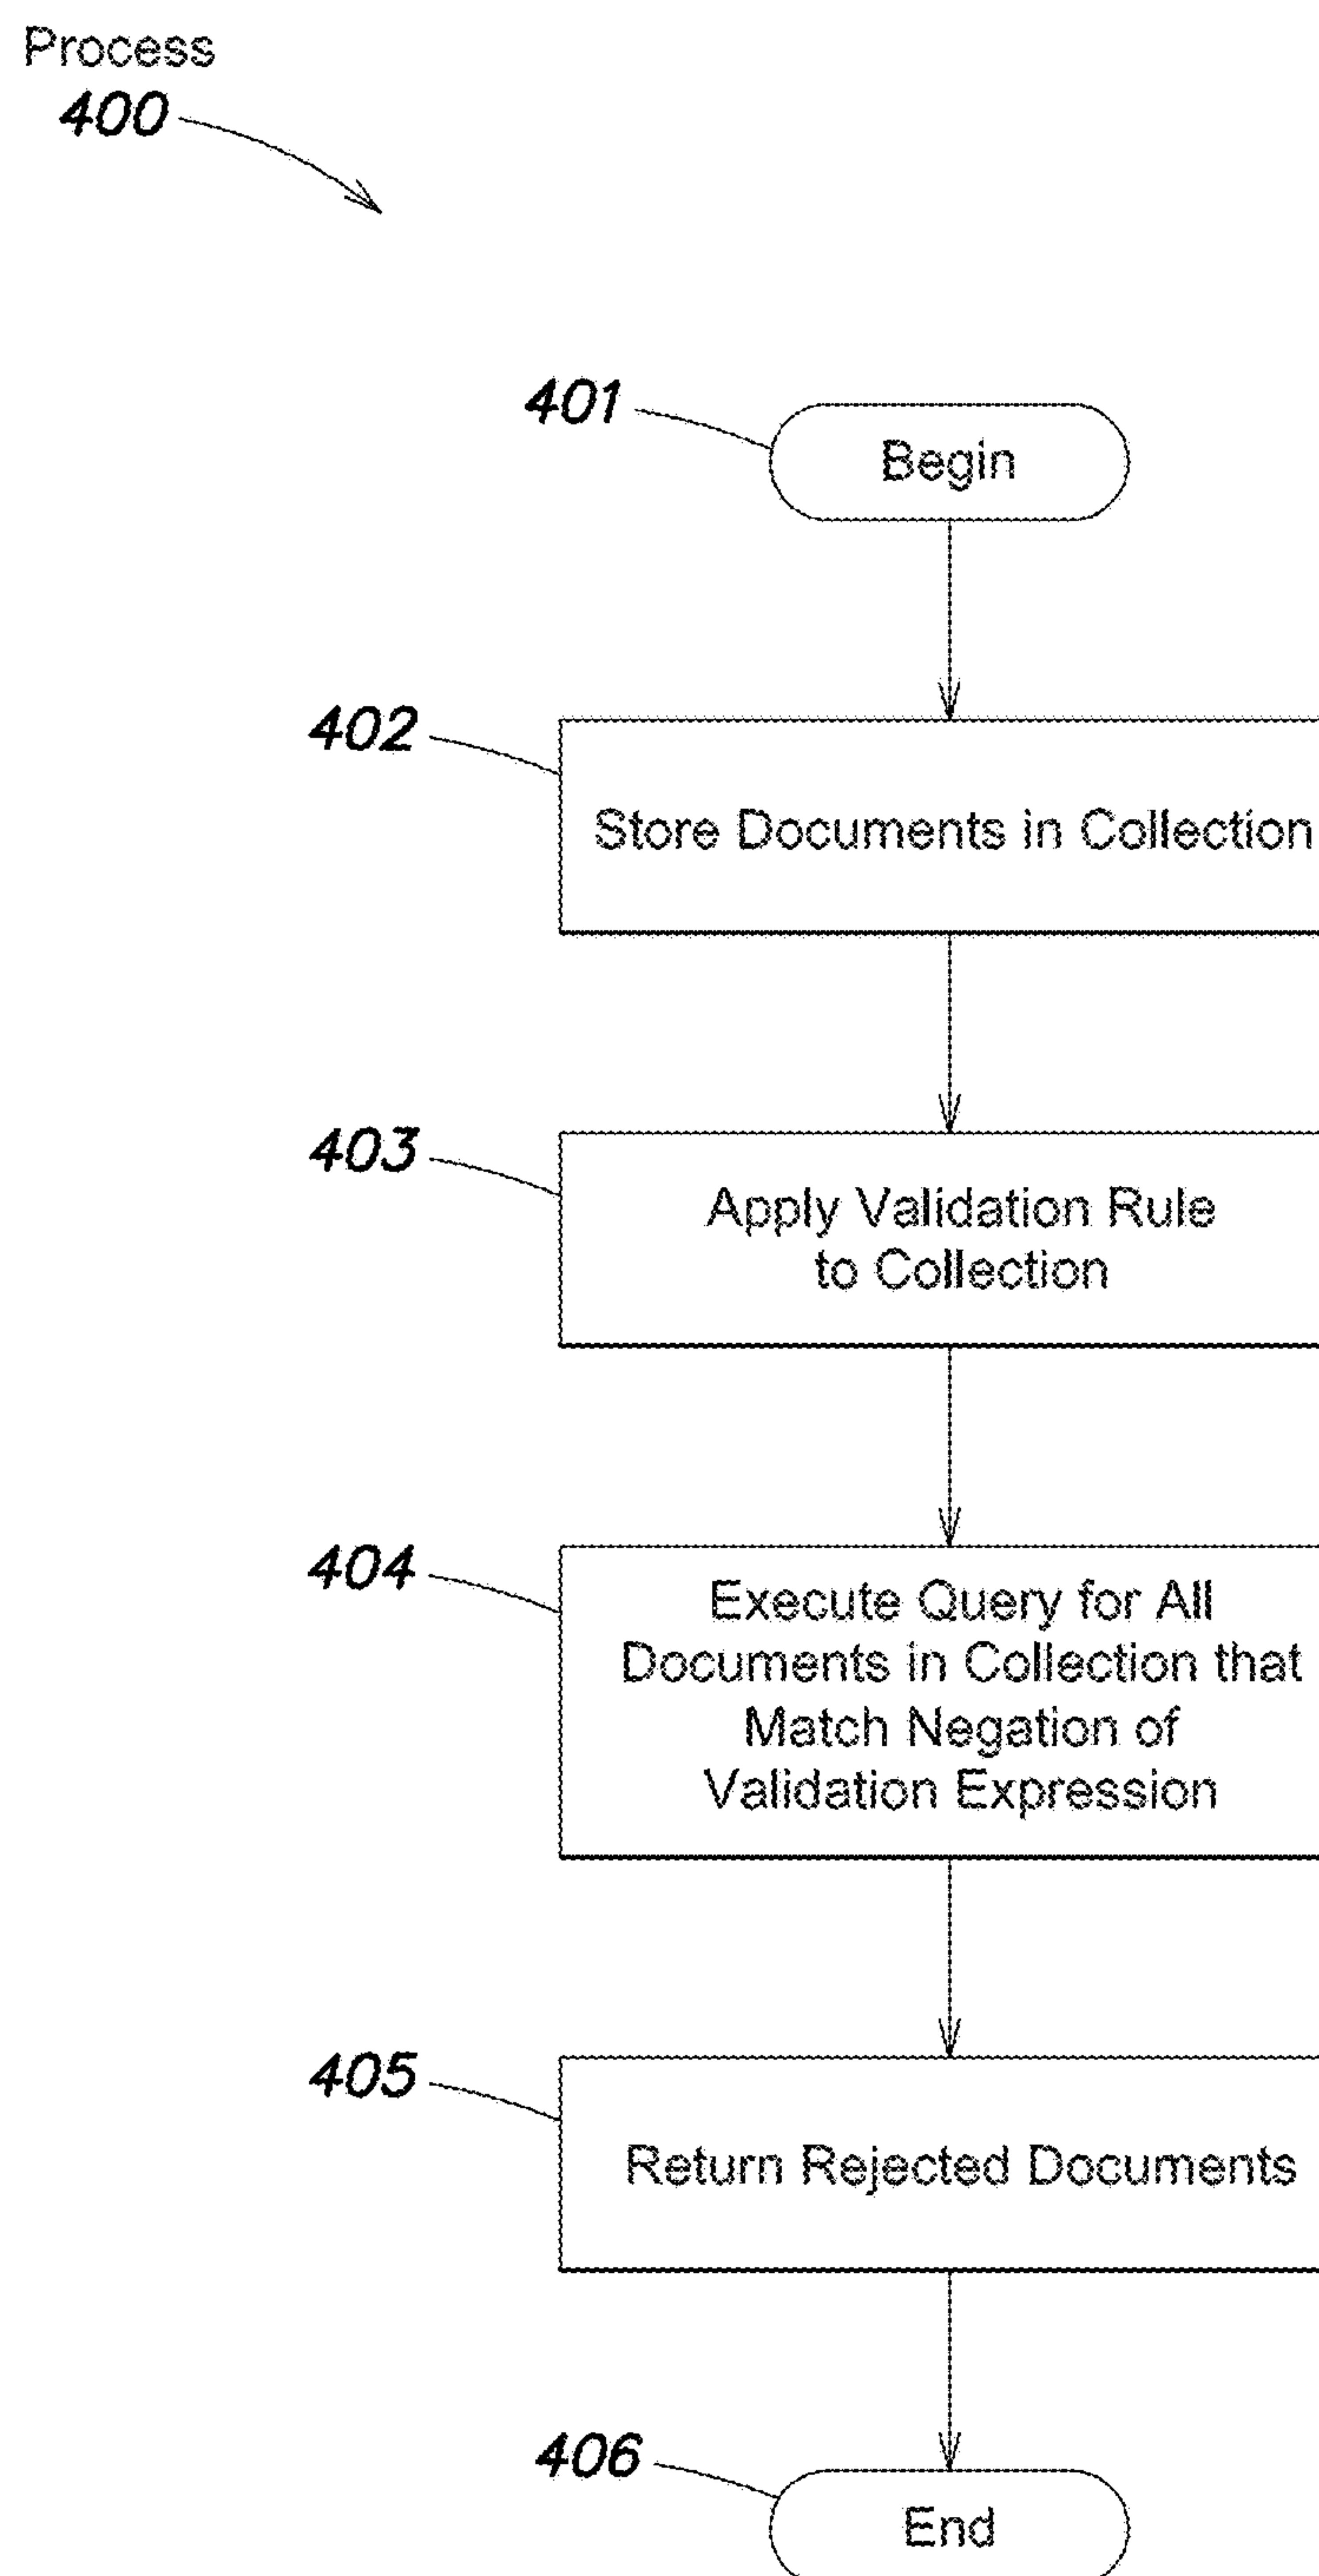 Process
400
401
Begin
402
Store Documents in Collection
403
Apply Validation Rule
to Collection
404
Execute Query for All
Documents in Collection that
Match Negation of
Validation Expression
405
Return Rejected Documents
406
End